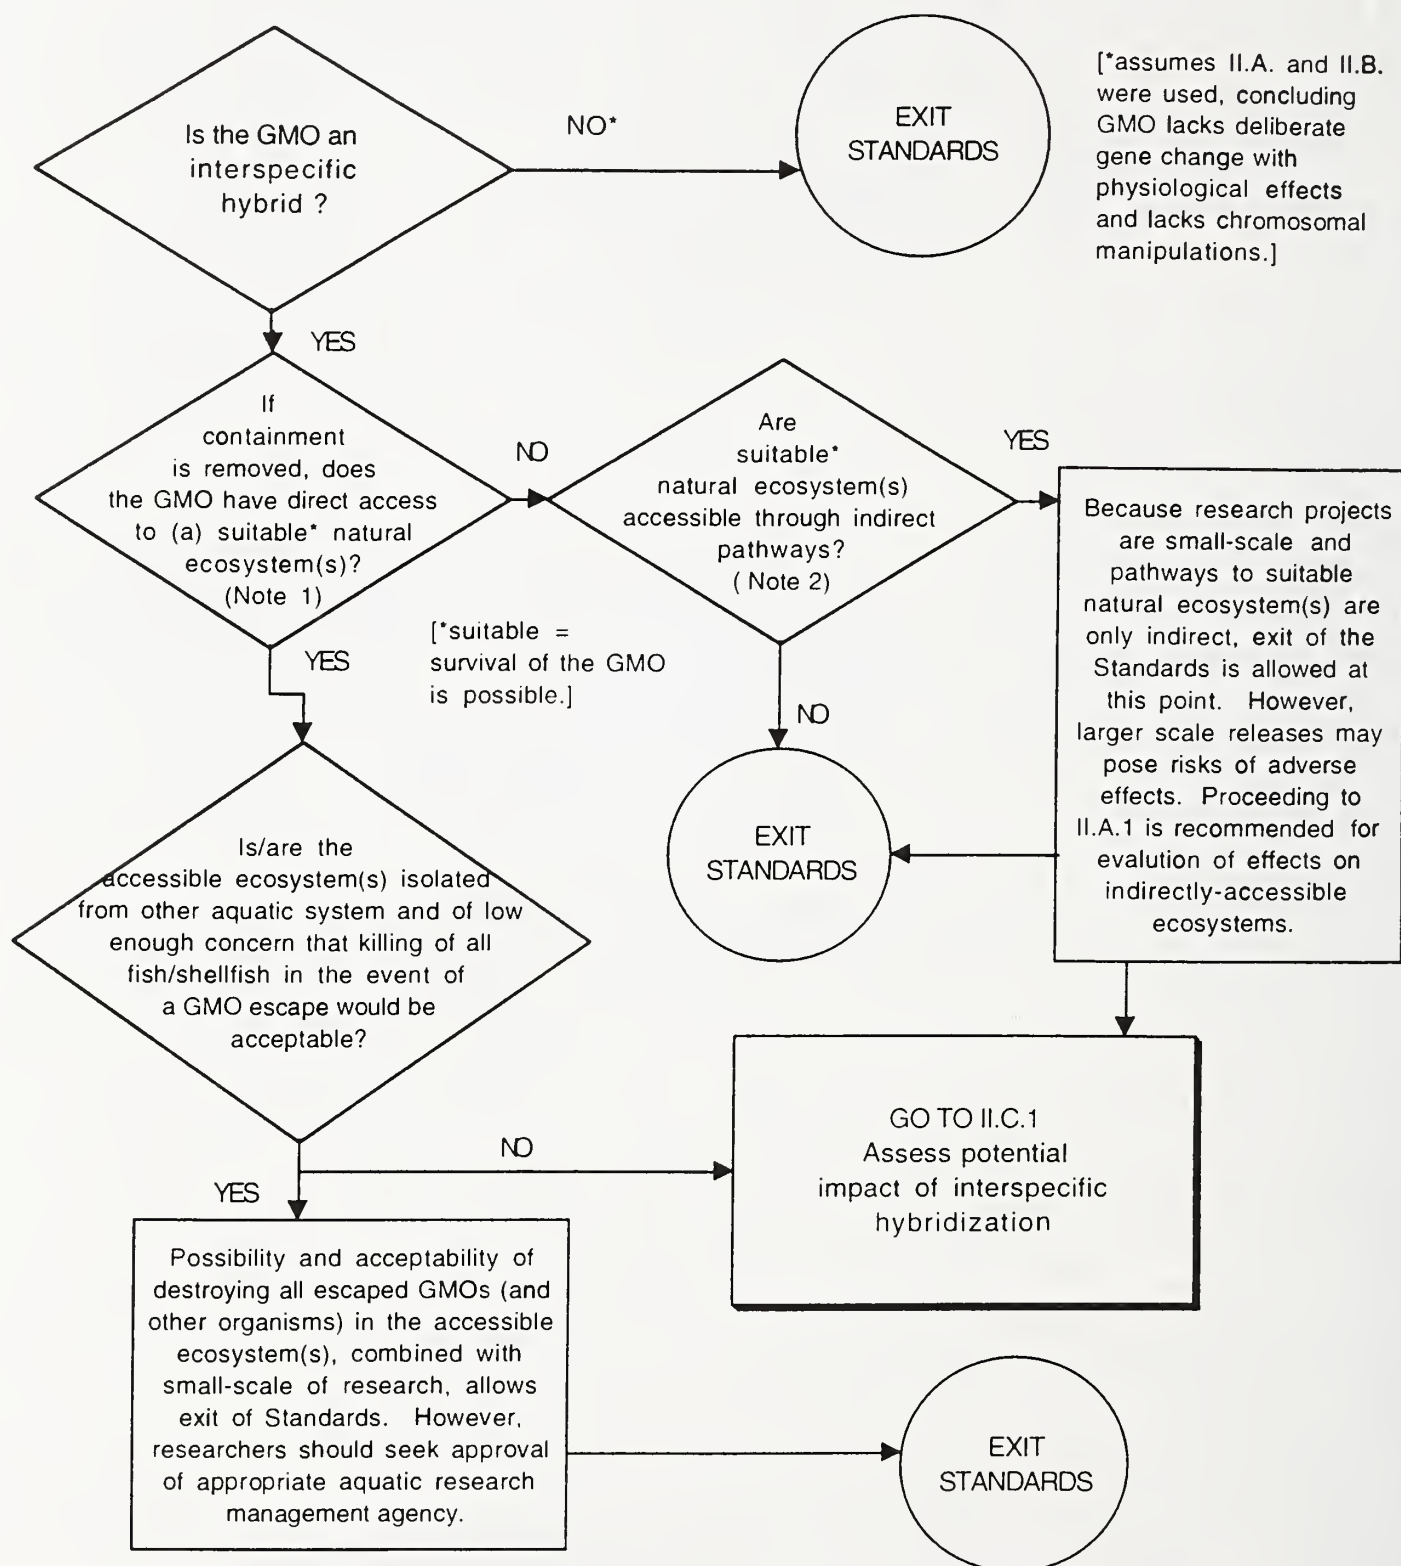 Is the GMO an
interspecific
hybrid ?
NO*
EXIT
STANDARDS
[*assumes II.A. and II.B.
were used, concluding
GMO lacks deliberate
gene change with
physiological effects
and lacks chromosomal
manipulations.]
YES
If
containment
is removed, does
the GMO have direct access
to (a) suitable* natural
ecosystem(s)?
(Note 1)
NO
Are
suitable*
natural ecosystem(s)
accessible through indirect
pathways?
( Note 2)
YES
Because research projects
are small-scale and
pathways to suitable
natural ecosystem(s) are
only indirect, exit of the
Standards is allowed at
this point. However,
larger scale releases may
pose risks of adverse
effects. Proceeding to
II.A.1 is recommended for
evalution of effects on
indirectly-accessible
ecosystems.
YES
[*suitable =
survival of the GMO
is possible.]
NO
EXIT
STANDARDS
Is/are the
accessible ecosystem(s) isolated
from other aquatic system and of low
enough concern that killing of all
fish/shellfish in the event of
a GMO escape would be
acceptable?
NO
GO TO II.C.1
Assess potential
impact of interspecific
hybridization
YES
Possibility and acceptability of
destroying all escaped GMOs (and
other organisms) in the accessible
ecosystem(s), combined with
small-scale of research, allows
exit of Standards. However,
researchers should seek approval
of appropriate aquatic research
management agency.
EXIT
STANDARDS